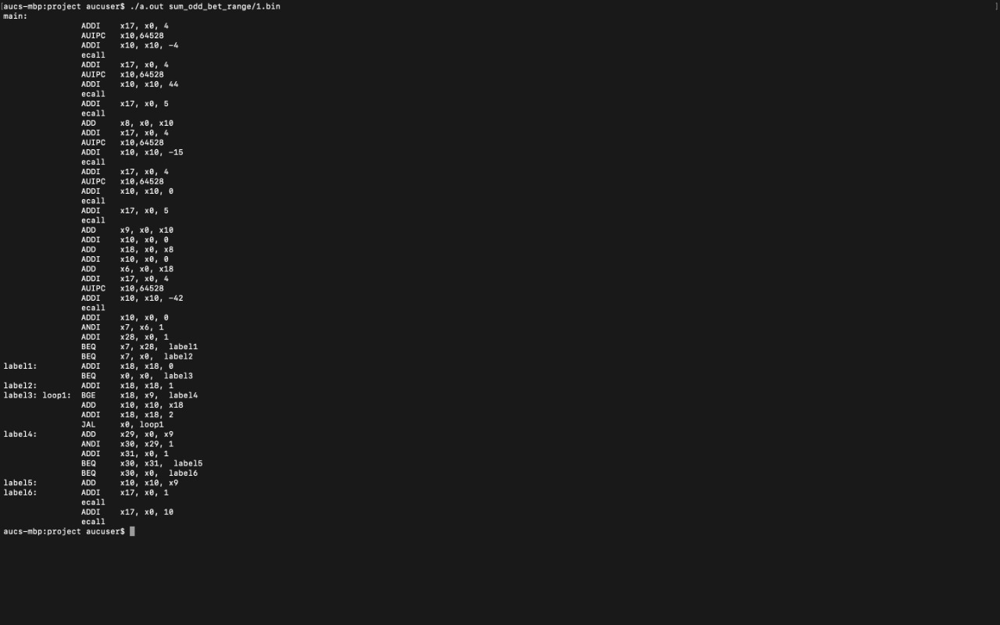 [aucs-mbp:project aucuser$ ./a.out sum_odd_bet_range/1.bin ]
main:
ADDI x17, x0, 4
AUIPC x10,64528
ADDI x10, x10, -4
ecall
ADDI x17, x0, 4
AUIPC x10,64528
ADDI x10, x10, 44
ecall
ADDI x17, x0, 5
ecall
ADD x8, x0, x10
ADDI x17, x0, 4
AUIPC x10,64528
ADDI x10, x10, -15
ecall
ADDI x17, x0, 4
AUIPC x10,64528
ADDI x10, x10, 0
ecall
ADDI x17, x0, 5
ecall
ADD x9, x0, x10
ADDI x10, x0, 0
ADD x18, x0, x8
ADDI x10, x0, 0
ADD x6, x0, x18
ADDI x17, x0, 4
AUIPC x10,64528
ADDI x10, x10, -42
ecall
ADDI x10, x0, 0
ANDI x7, x6, 1
ADDI x28, x0, 1
BEQ x7, x28, label1
BEQ x7, x0, label2
label1: ADDI x18, x18, 0
BEQ x0, x0, label3
label2: ADDI x18, x18, 1
label3: loop1: BGE x18, x9, label4
ADD x10, x10, x18
ADDI x18, x18, 2
JAL x0, loop1
label4: ADD x29, x0, x9
ANDI x30, x29, 1
ADDI x31, x0, 1
BEQ x30, x31, label5
BEQ x30, x0, label6
label5: ADD x10, x10, x9
label6: ADDI x17, x0, 1
ecall
ADDI x17, x0, 10
ecall
aucs-mbp:project aucuser$